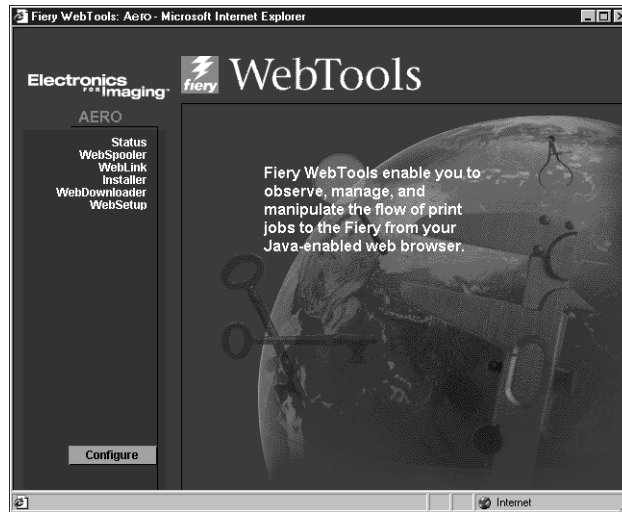 Fiery WebTools: Aero - Microsoft Internet Explorer
Electronics
FOR Imaging
fiery
WebTools
AERO
Status
WebSpooler
WebLink
Installer
WebDownloader
WebSetup
Fiery WebTools enable you to
observe, manage, and
manipulate the flow of print
jobs to the Fiery from your
Java-enabled web browser.
Configure
Internet